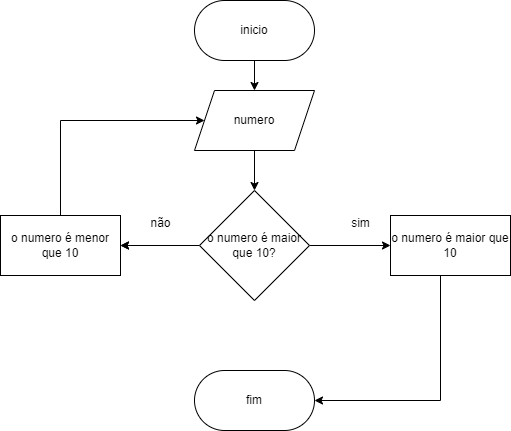 inicio
numero
não
sim
o numero é menor
que 10
o numero é maior
que 10?
o numero é maior que
10
fim